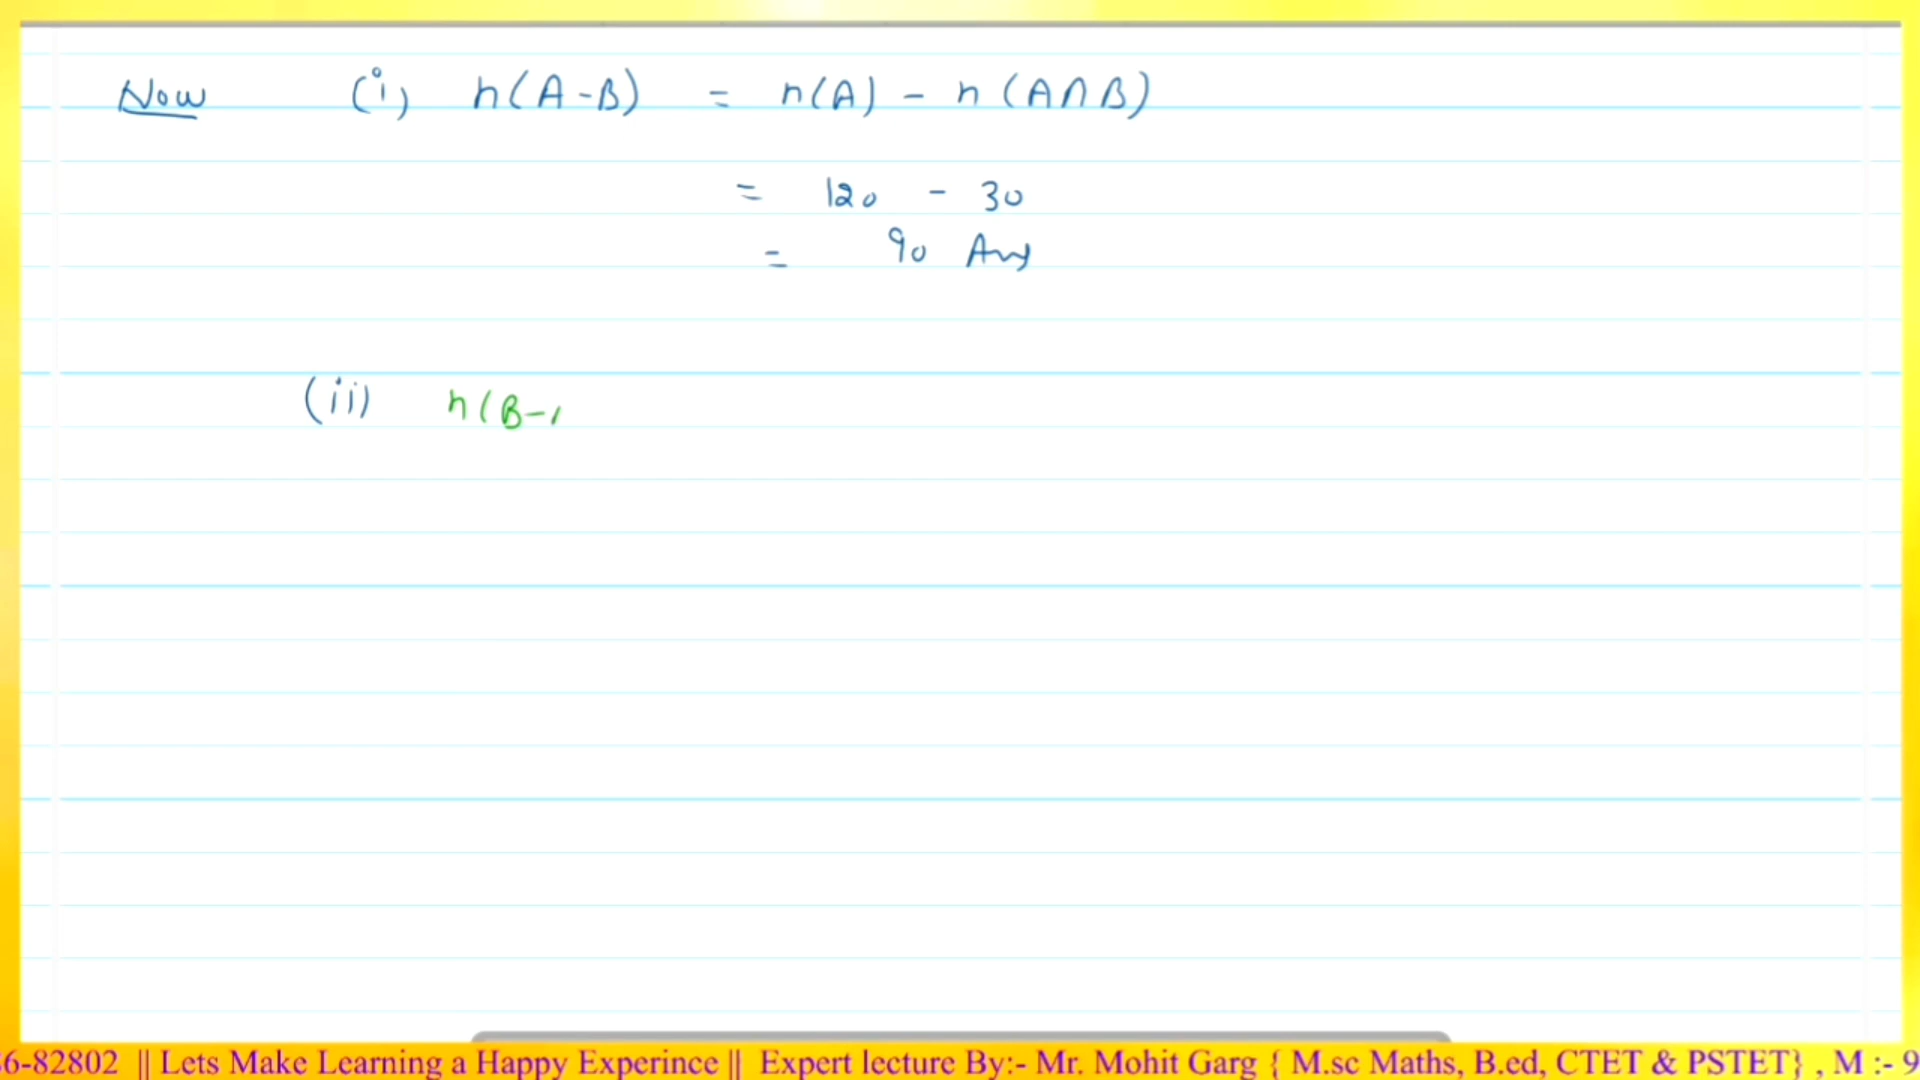 Now (i) n(A-B) = n(A) - n(A∩B)
= 120 - 30
= 90 Ans
(ii) n(B-
6-82802 || Lets Make Learning a Happy Experince || Expert lecture By:- Mr. Mohit Garg { M.sc Maths, B.ed, CTET & PSTET} , M :- 9